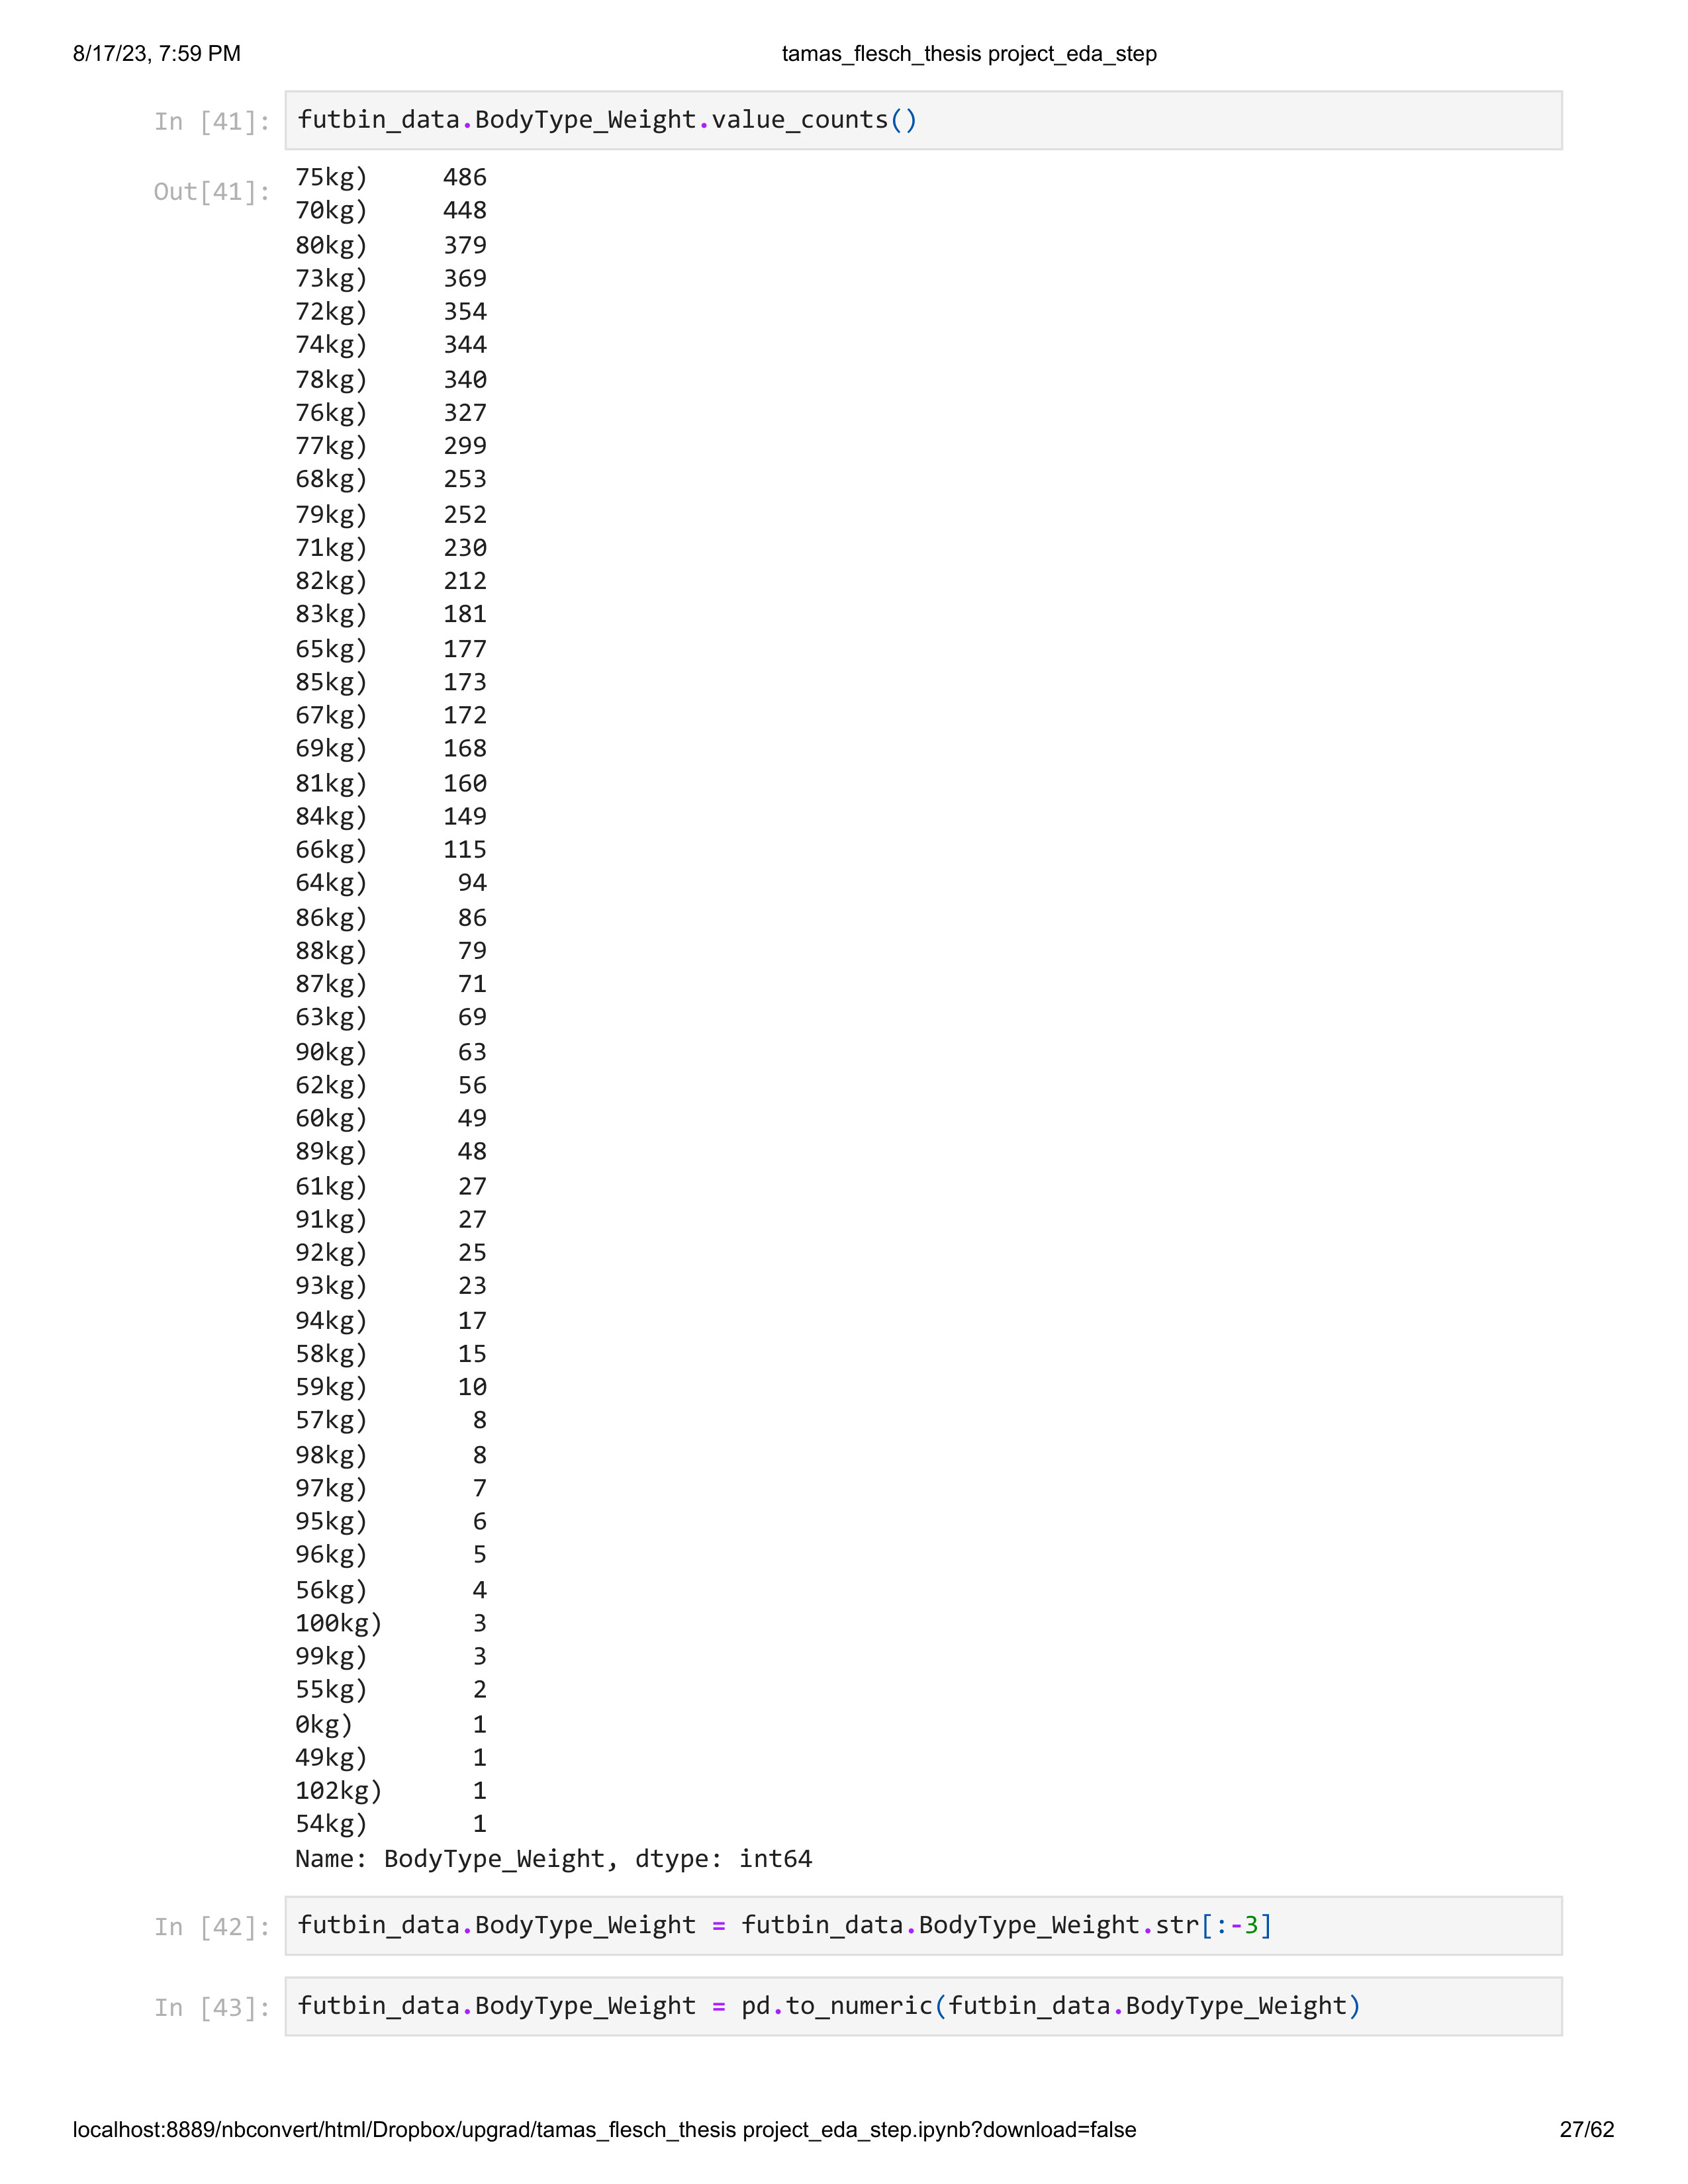 8/17/23, 7:59 PM tamas_flesch_thesis project_eda_step
In [41]: futbin_data.BodyType_Weight.value_counts()
Out[41]: 75kg) 486
70kg) 448
80kg) 379
73kg) 369
72kg) 354
74kg) 344
78kg) 340
76kg) 327
77kg) 299
68kg) 253
79kg) 252
71kg) 230
82kg) 212
83kg) 181
65kg) 177
85kg) 173
67kg) 172
69kg) 168
81kg) 160
84kg) 149
66kg) 115
64kg) 94
86kg) 86
88kg) 79
87kg) 71
63kg) 69
90kg) 63
62kg) 56
60kg) 49
89kg) 48
61kg) 27
91kg) 27
92kg) 25
93kg) 23
94kg) 17
58kg) 15
59kg) 10
57kg) 8
98kg) 8
97kg) 7
95kg) 6
96kg) 5
56kg) 4
100kg) 3
99kg) 3
55kg) 2
0kg) 1
49kg) 1
102kg) 1
54kg) 1
Name: BodyType_Weight, dtype: int64
In [42]: futbin_data.BodyType_Weight = futbin_data.BodyType_Weight.str[:-3]
In [43]: futbin_data.BodyType_Weight = pd.to_numeric(futbin_data.BodyType_Weight)
localhost:8889/nbconvert/html/Dropbox/upgrad/tamas_flesch_thesis project_eda_step.ipynb?download=false 27/62